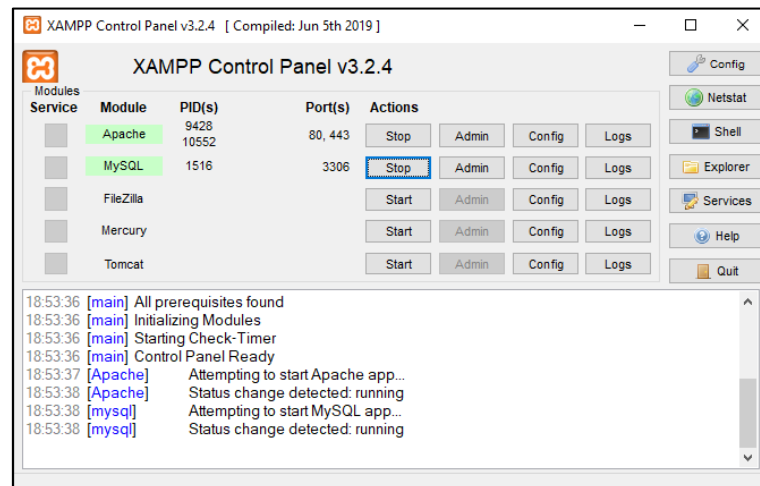 XAMPP Control Panel v3.2.4 [ Compiled: Jun 5th 2019 ]
XAMPP Control Panel v3.2.4
Config
Modules
Service Module PID(s) Port(s) Actions
Netstat
Apache 9428 10552 80, 443 Stop Admin Config Logs
Shell
MySQL 1516 3306 Stop Admin Config Logs
Explorer
FileZilla Start Admin Config Logs
Services
Mercury Start Admin Config Logs
Help
Tomcat Start Admin Config Logs
Quit
18:53:36 [main] All prerequisites found
18:53:36 [main] Initializing Modules
18:53:36 [main] Starting Check-Timer
18:53:36 [main] Control Panel Ready
18:53:37 [Apache] Attempting to start Apache app...
18:53:38 [Apache] Status change detected: running
18:53:38 [mysql] Attempting to start MySQL app...
18:53:38 [mysql] Status change detected: running